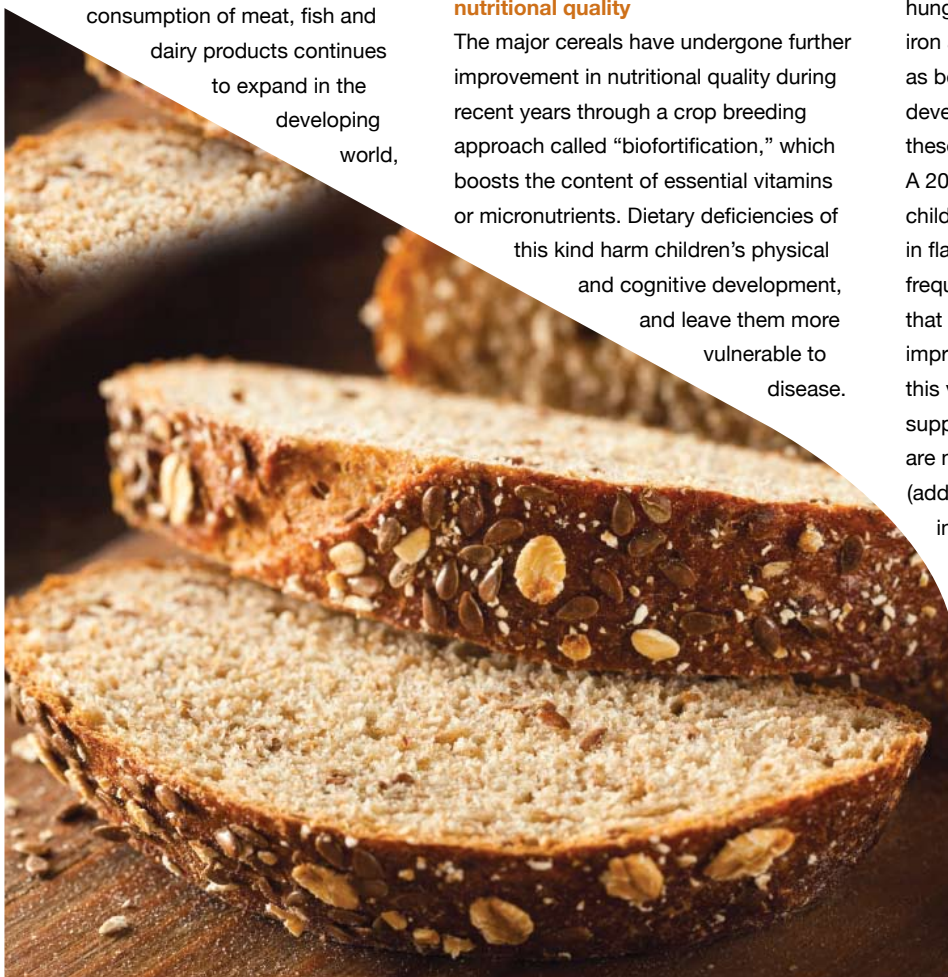 consumption of meat, fish and
dairy products continues
to expand in the
developing
world,
nutritional quality
The major cereals have undergone further
improvement in nutritional quality during
recent years through a crop breeding
approach called “biofortification,” which
boosts the content of essential vitamins
or micronutrients. Dietary deficiencies of
this kind harm children’s physical
and cognitive development,
and leave them more
vulnerable to
disease.
hung
iron
as be
deve
these
A 20
child
in fla
frequ
that
impr
this
supp
are
(add